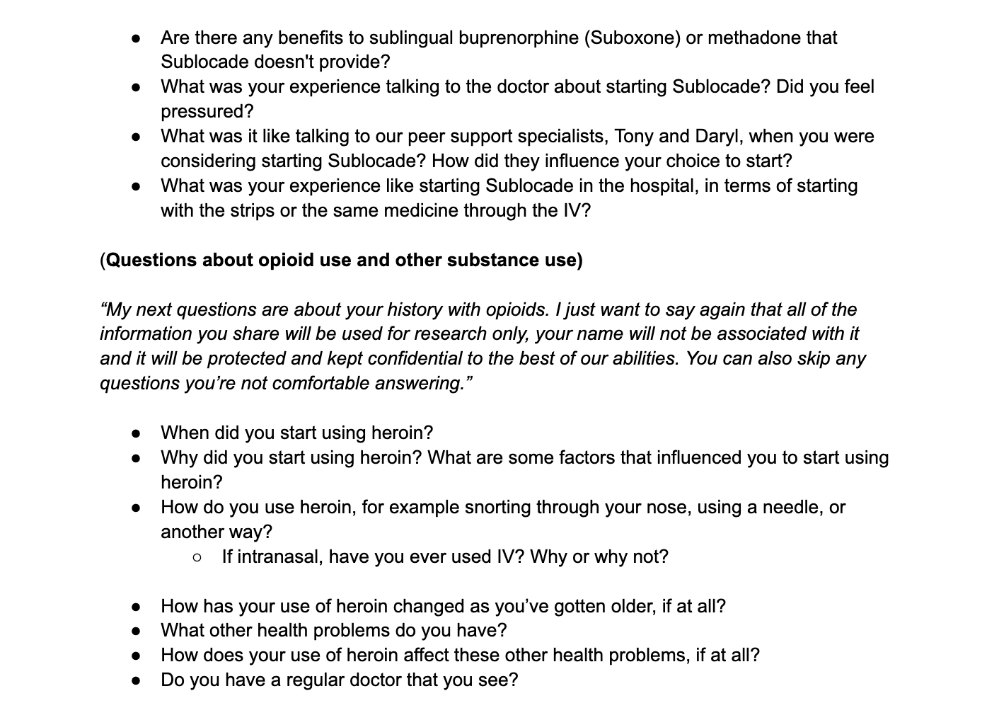 ● Are there any benefits to sublingual buprenorphine (Suboxone) or methadone that
Sublocade doesn't provide?
● What was your experience talking to the doctor about starting Sublocade? Did you feel
pressured?
● What was it like talking to our peer support specialists, Tony and Daryl, when you were
considering starting Sublocade? How did they influence your choice to start?
● What was your experience like starting Sublocade in the hospital, in terms of starting
with the strips or the same medicine through the IV?
(Questions about opioid use and other substance use)
“My next questions are about your history with opioids. I just want to say again that all of the
information you share will be used for research only, your name will not be associated with it
and it will be protected and kept confidential to the best of our abilities. You can also skip any
questions you’re not comfortable answering.”
● When did you start using heroin?
● Why did you start using heroin? What are some factors that influenced you to start using
heroin?
● How do you use heroin, for example snorting through your nose, using a needle, or
another way?
○ If intranasal, have you ever used IV? Why or why not?
● How has your use of heroin changed as you’ve gotten older, if at all?
● What other health problems do you have?
● How does your use of heroin affect these other health problems, if at all?
● Do you have a regular doctor that you see?